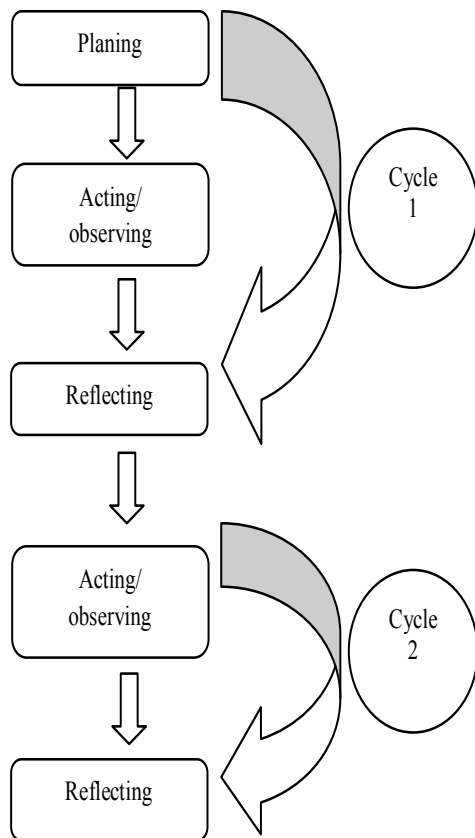 Planing
Acting/
observing
Cycle
1
Reflecting
Acting/
observing
Cycle
2
Reflecting